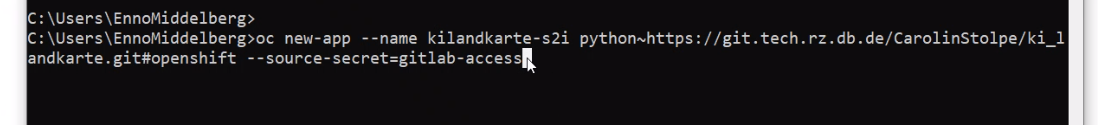 C:\Users\EnnoMiddelberg>
C:\Users\EnnoMiddelberg>oc new-app --name kilandkarte-s2i python~https://git.tech.rz.db.de/CarolinStolpe/ki_l
andkarte.git#openshift --source-secret=gitlab-access